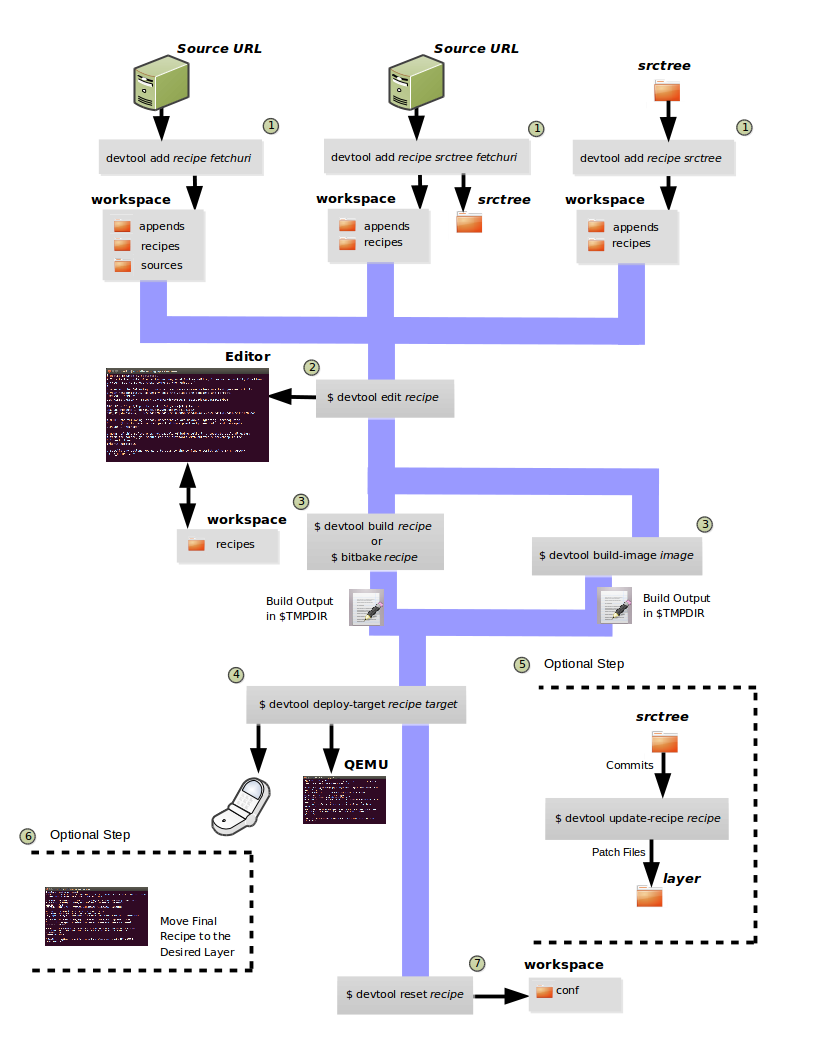 Source URL
Source URL
srctree
1
1
1
devtool add recipe fetchuri
devtool add recipe srctree fetchuri
devtool add recipe srctree
workspace
appends
recipes
sources
workspace
appends
recipes
srctree
workspace
appends
recipes
Editor
2
$ devtool edit recipe
workspace
recipes
3
$ devtool build recipe
or
$ bitbake recipe
3
$ devtool build-image image
Build Output
in $TMPDIR
Build Output
in $TMPDIR
4
$ devtool deploy-target recipe target
QEMU
5
Optional Step
srctree
Commits
$ devtool update-recipe recipe
Patch Files
layer
6
Optional Step
Move Final
Recipe to the
Desired Layer
7
$ devtool reset recipe
workspace
conf